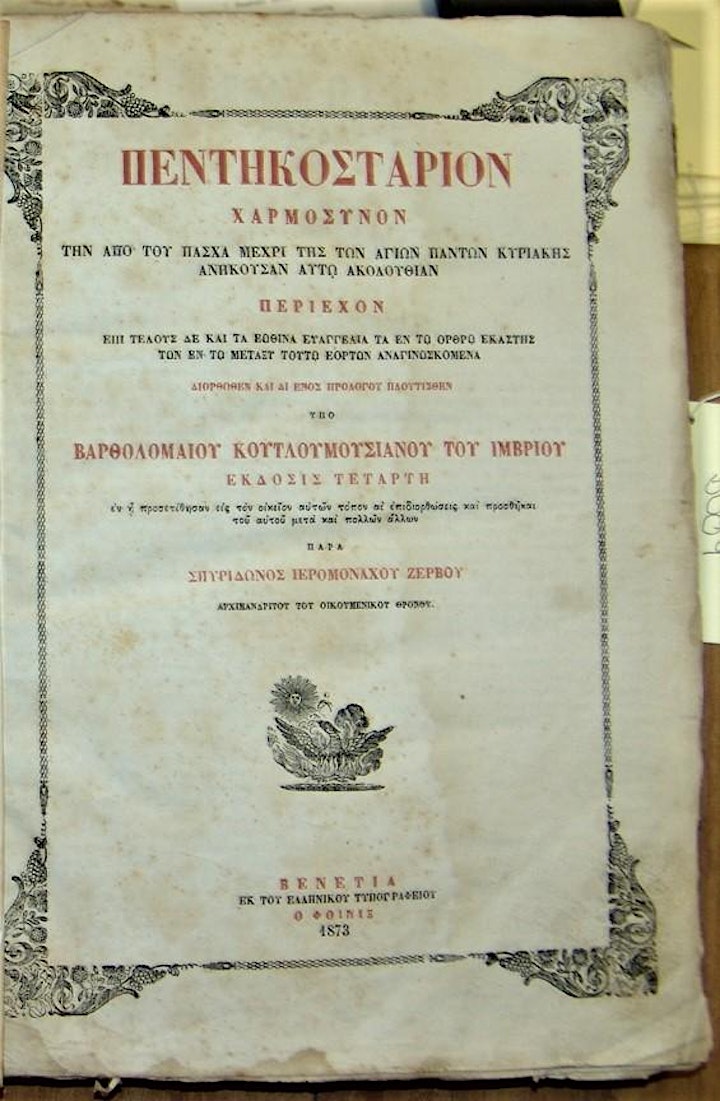 ΠΕΝΤΗΚΟΣΤΑΡΙΟΝ
ΧΑΡΜΟΣΥΝΟΝ
ΤΗΝ ΑΠΟ ΤΟΥ ΠΑΣΧΑ ΜΕΧΡΙ ΤΗΣ ΤΩΝ ΑΓΙΩΝ ΠΑΝΤΩΝ ΚΥΡΙΑΚΗΣ
ΑΝΗΚΟΥΣΑΝ ΑΥΤῼ ΑΚΟΛΟΥΘΙΑΝ
ΠΕΡΙΕΧΟΝ
ΕΠΙ ΤΕΛΟΥΣ ΔΕ ΚΑΙ ΤΑ ΕΩΘΙΝΑ ΕΥΑΓΓΕΛΙΑ ΤΑ ΕΝ ΤΩ ΟΡΘΡΩ ΕΚΑΣΤΗΣ
ΤΩΝ ΕΝ ΤΩ ΜΕΤΑΞΥ ΤΟΥΤΩ ΕΟΡΤΩΝ ΑΝΑΓΙΝΩΣΚΟΜΕΝΑ
ΔΙΟΡΘΩΘΕΝ ΚΑΙ ΔΙ ΕΝΟΣ ΠΡΟΛΟΓΟΥ ΠΛΟΥΤΙΣΘΕΝ
ΥΠΟ
ΒΑΡΘΟΛΟΜΑΙΟΥ ΚΟΥΤΛΟΥΜΟΥΣΙΑΝΟΥ ΤΟΥ ΙΜΒΡΙΟΥ
ΕΚΔΟΣΙΣ ΤΕΤΑΡΤΗ
ἐν ᾗ προσετέθησαν εἰς τὸν οἰκεῖον αὐτῶν τόπον αἱ ἐπιδιορθώσεις καὶ προσθῆκαι
τοῦ αὐτοῦ μετὰ καὶ πολλῶν ἄλλων
ΠΑΡΑ
ΣΠΥΡΙΔΩΝΟΣ ΙΕΡΟΜΟΝΑΧΟΥ ΖΕΡΒΟΥ
ΑΡΧΙΜΑΝΔΡΙΤΟΥ ΤΟΥ ΟΙΚΟΥΜΕΝΙΚΟΥ ΘΡΟΝΟΥ.
ΒΕΝΕΤΙΑ
ΕΚ ΤΟΥ ΕΛΛΗΝΙΚΟΥ ΤΥΠΟΓΡΑΦΕΙΟΥ
Ο ΦΟΙΝΙΞ
1873